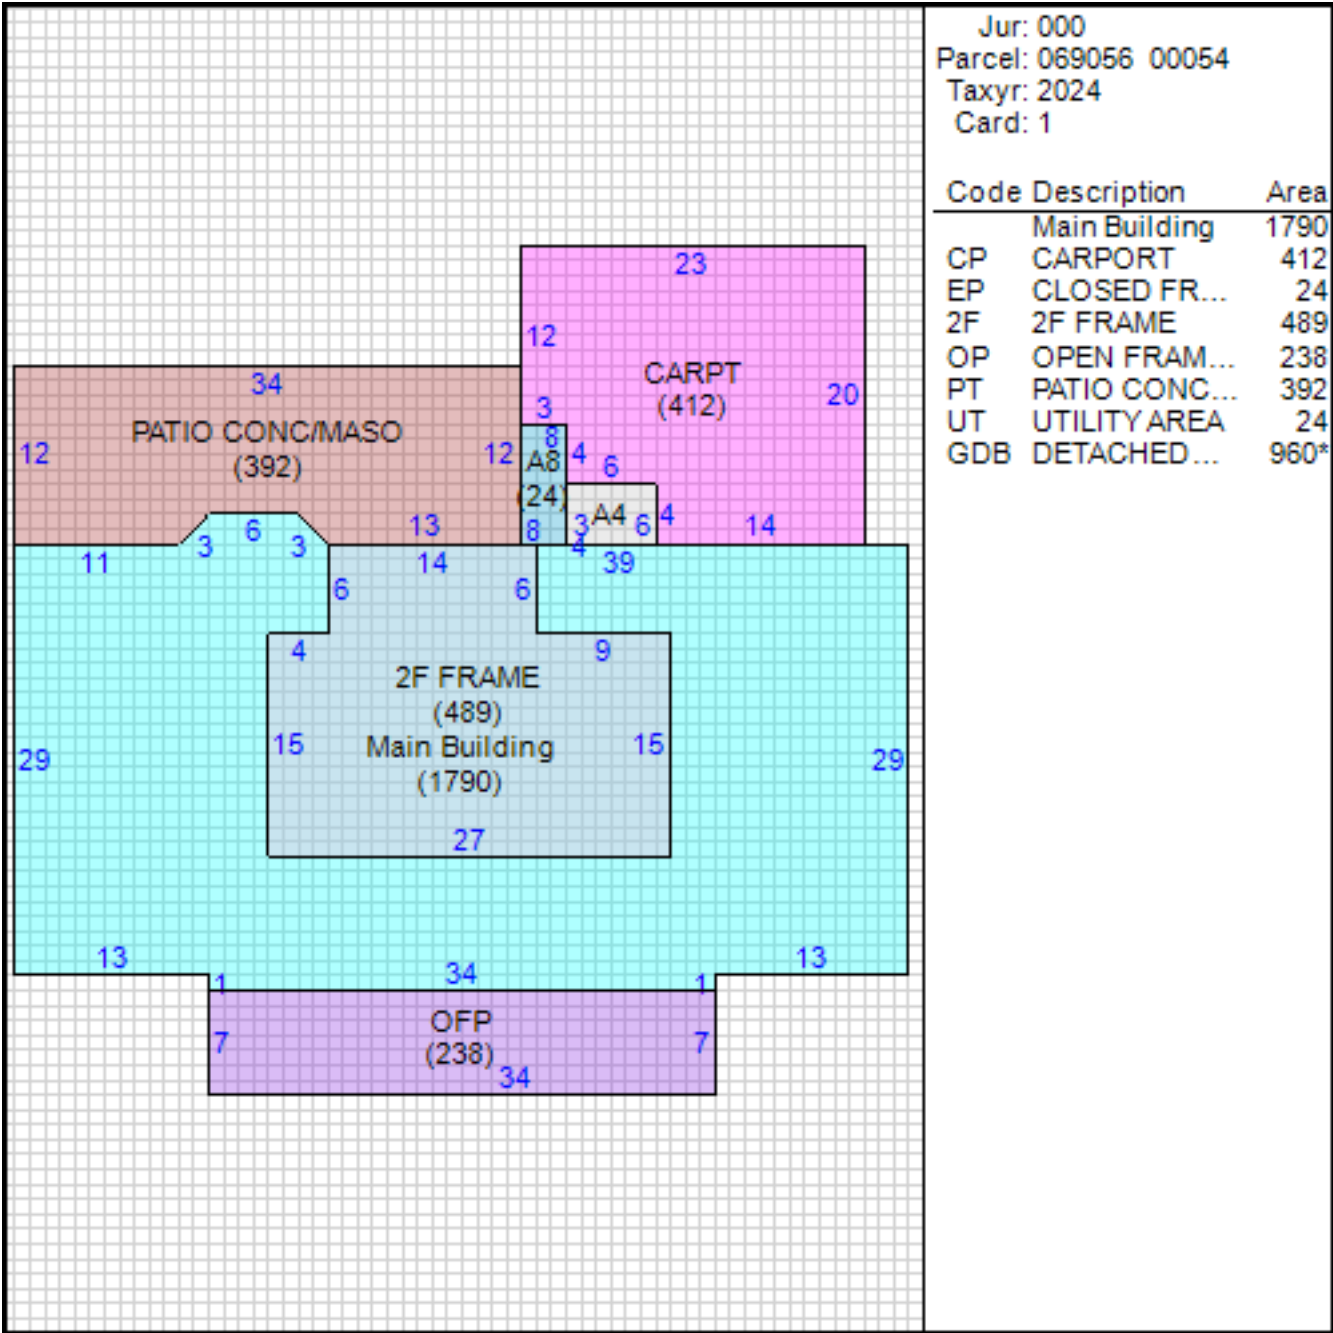 Jur: 000
Parcel: 069056 00054
Taxyr: 2024
Card: 1
Code Description Area
Main Building 1790
CP CARPORT 412
EP CLOSED FR... 24
2F 2F FRAME 489
OP OPEN FRAM... 238
PT PATIO CONC... 392
UT UTILITY AREA 24
GDB DETACHED... 960*
23
12
CARPT
(412)
20
34
PATIO CONC/MASO
(392)
12
12
3
8
A8
(24)
8
4
6
A4
3
6
4
4
14
6
3
3
13
11
14
39
6
6
4
9
2F FRAME
(489)
Main Building
(1790)
15
15
27
29
29
13
34
13
1
1
OFP
(238)
7
7
34